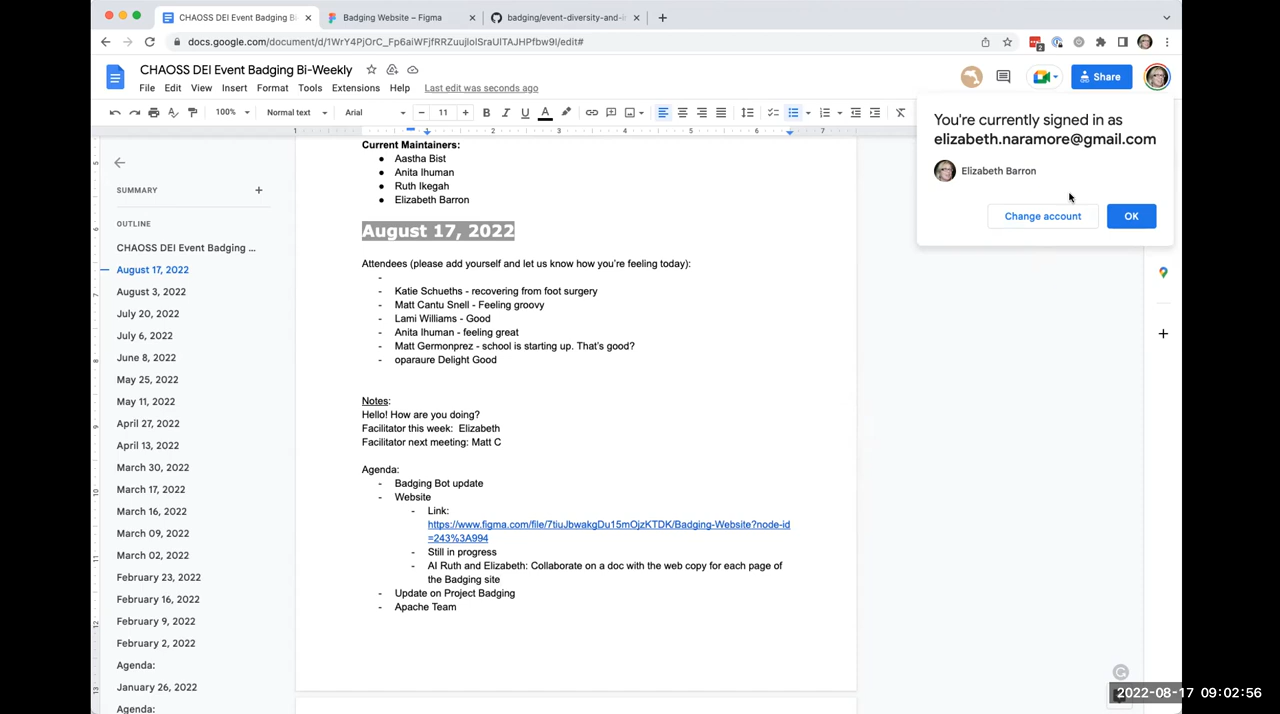 CHAOSS DEI Event Badging Bi-
Badging Website – Figma
badging/event-diversity-and-i
docs.google.com/document/d/1WrY4PjOrC_Fp6aiWFjfRRZuujloISraUlTAJHPfbw9I/edit#
2
CHAOSS DEI Event Badging Bi-Weekly
File Edit View Insert Format Tools Extensions Help Last edit was seconds ago
Share
100% Normal text Arial 11 B I U A
1 1 2 3 4 5 6 7
You're currently signed in as
elizabeth.naramore@gmail.com
Elizabeth Barron
Change account OK
SUMMARY
OUTLINE
CHAOSS DEI Event Badging ...
August 17, 2022
August 3, 2022
July 20, 2022
July 6, 2022
June 8, 2022
May 25, 2022
May 11, 2022
April 27, 2022
April 13, 2022
March 30, 2022
March 17, 2022
March 16, 2022
March 09, 2022
March 02, 2022
February 23, 2022
February 16, 2022
February 9, 2022
February 2, 2022
Agenda:
January 26, 2022
Agenda:
Current Maintainers:
● Aastha Bist
● Anita Ihuman
● Ruth Ikegah
● Elizabeth Barron
August 17, 2022
Attendees (please add yourself and let us know how you're feeling today):
-
- Katie Schueths - recovering from foot surgery
- Matt Cantu Snell - Feeling groovy
- Lami Williams - Good
- Anita Ihuman - feeling great
- Matt Germonprez - school is starting up. That's good?
- oparaure Delight Good
Notes:
Hello! How are you doing?
Facilitator this week: Elizabeth
Facilitator next meeting: Matt C
Agenda:
- Badging Bot update
- Website
- Link:
https://www.figma.com/file/7tiuJbwakgDu15mOjzKTDK/Badging-Website?node-id
=243%3A994
- Still in progress
- AI Ruth and Elizabeth: Collaborate on a doc with the web copy for each page of
the Badging site
- Update on Project Badging
- Apache Team
2022-08-17 09:02:56